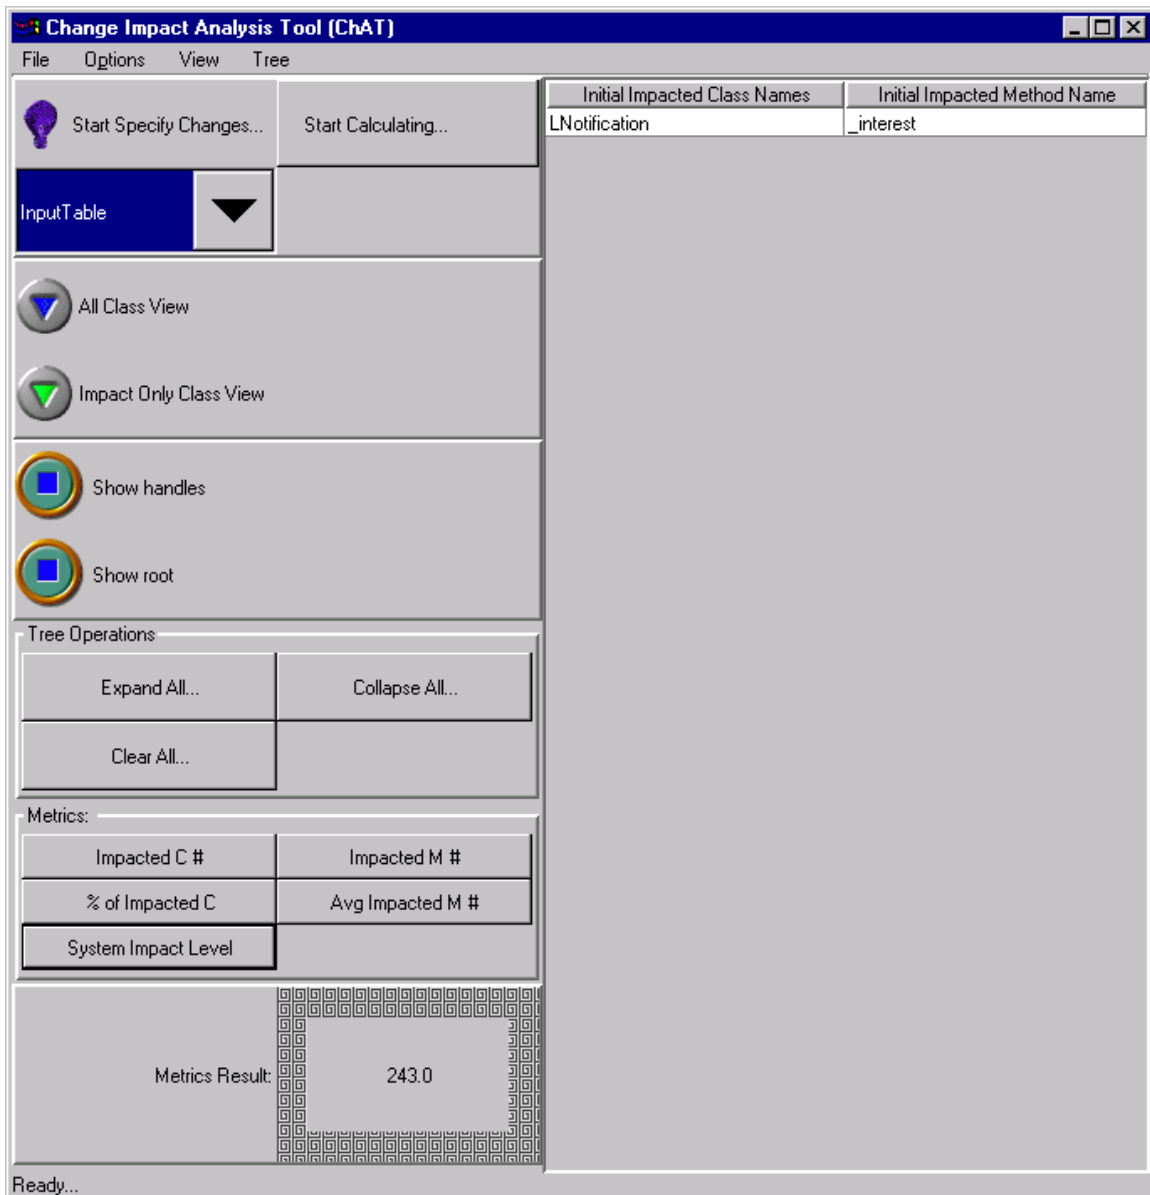 Change Impact Analysis Tool (ChAT)
File Options View Tree
Start Specify Changes... Start Calculating...
InputTable
All Class View
Impact Only Class View
Show handles
Show root
Tree Operations
Expand All... Collapse All...
Clear All...
Metrics:
Impacted C # Impacted M #
% of Impacted C Avg Impacted M #
System Impact Level
Metrics Result: 243.0
Initial Impacted Class Names Initial Impacted Method Name
LNotification _interest
Ready...